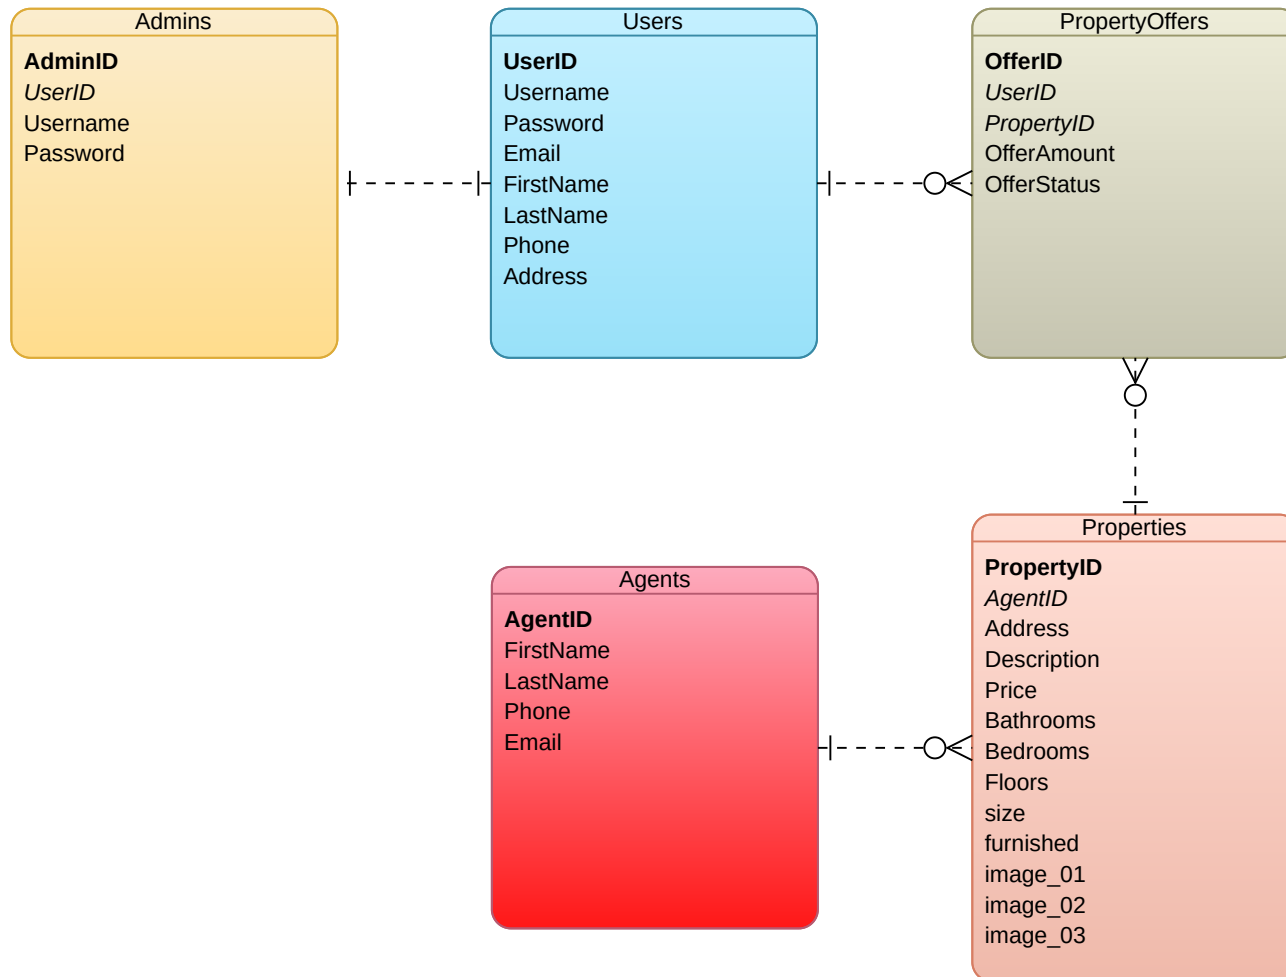 Admins
AdminID
UserID
Username
Password
Users
UserID
Username
Password
Email
FirstName
LastName
Phone
Address
PropertyOffers
OfferID
UserID
PropertyID
OfferAmount
OfferStatus
Agents
AgentID
FirstName
LastName
Phone
Email
Properties
PropertyID
AgentID
Address
Description
Price
Bathrooms
Bedrooms
Floors
size
furnished
image_01
image_02
image_03